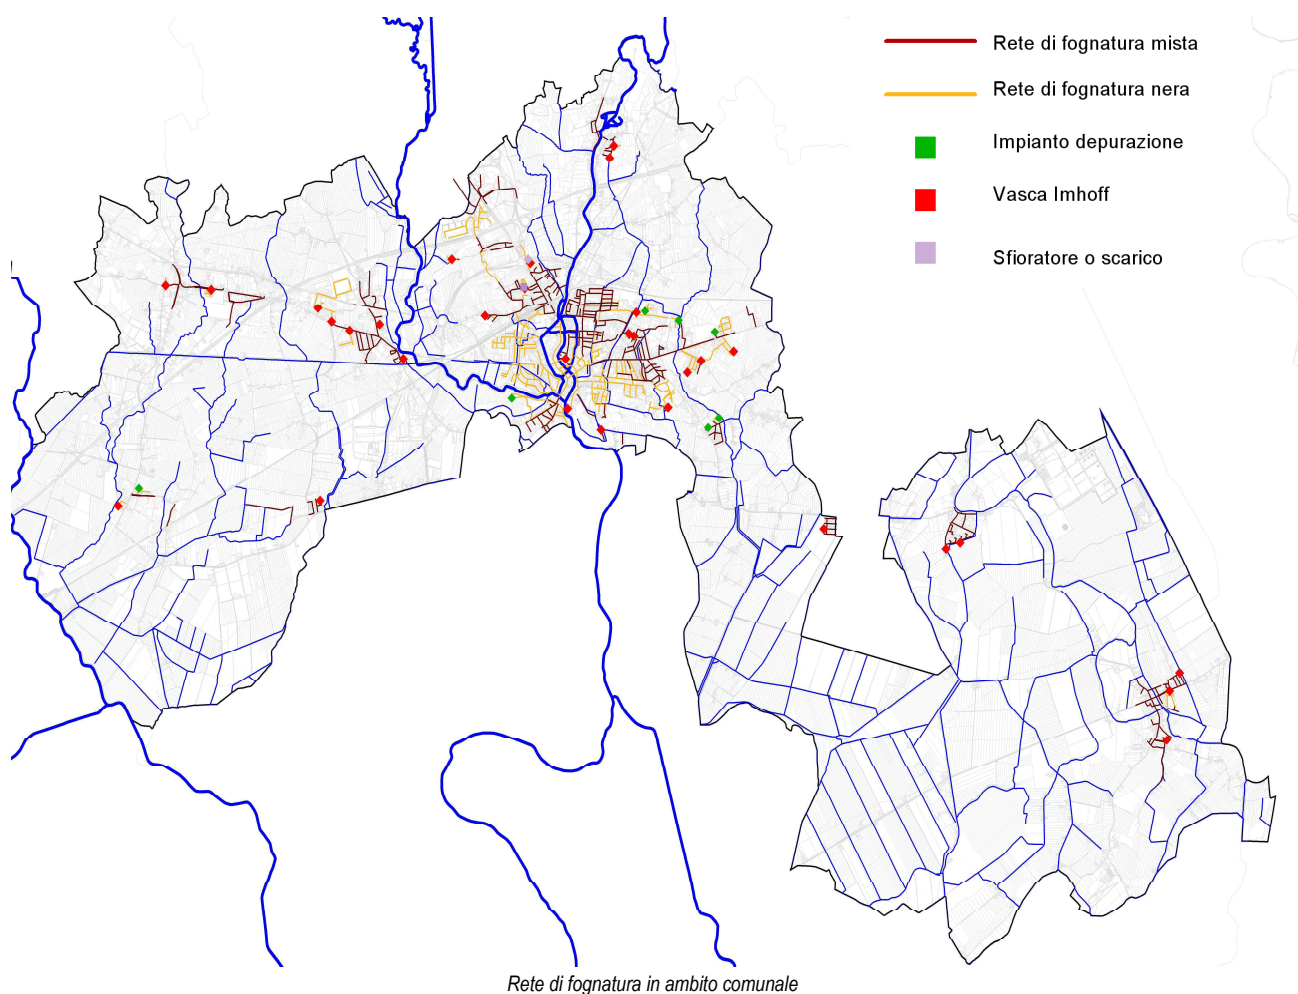 Rete di fognatura mista
Rete di fognatura nera
Impianto depurazione
Vasca Imhoff
Sfioratore o scarico
Rete di fognatura in ambito comunale